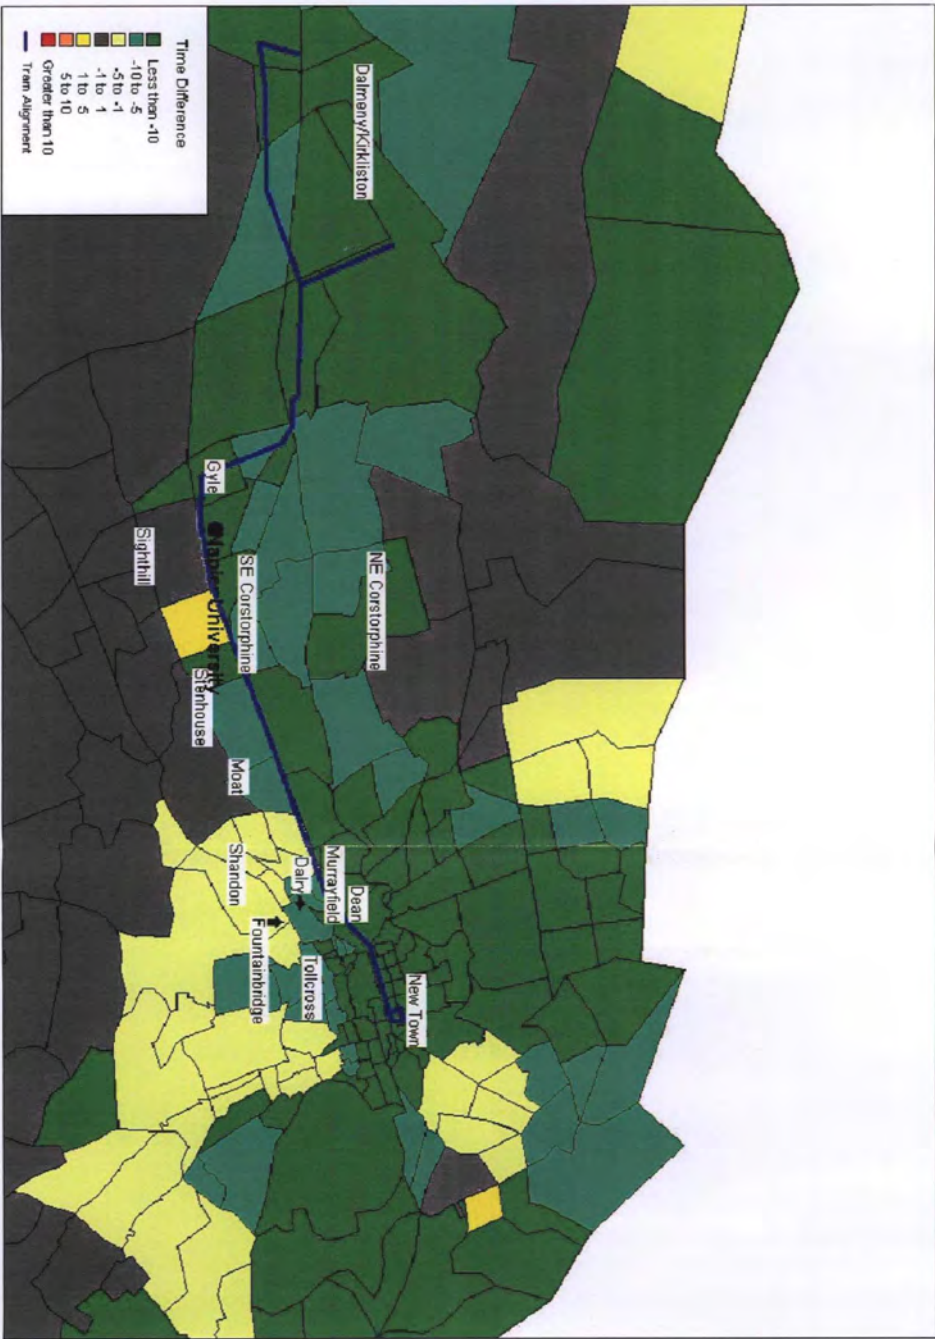 Dalmeny/Kirkliston
Gyle
Napier University
Sighthill
SE Corstorphine
NE Corstorphine
Stenhouse
Moat
Shandon
Dalry
Murrayfield
Dean
Fountainbridge
Tollcross
New Town
Time Difference
Less than -10
-10 to -5
-5 to -1
-1 to 1
1 to 5
5 to 10
Greater than 10
Tram Alignment